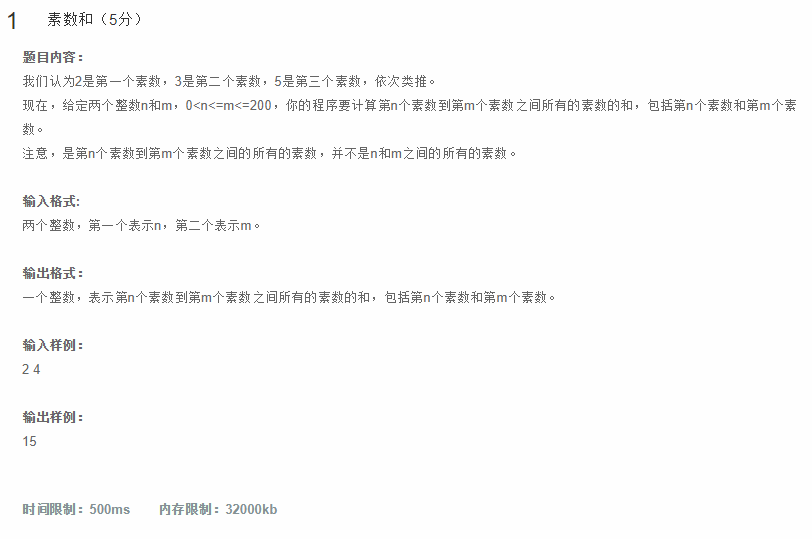 1 素数和（5分）
题目内容：
我们认为2是第一个素数，3是第二个素数，5是第三个素数，依次类推。
现在，给定两个整数n和m，0<n<=m<=200，你的程序要计算第n个素数到第m个素数之间所有的素数的和，包括第n个素数和第m个素
数。
注意，是第n个素数到第m个素数之间的所有的素数，并不是n和m之间的所有的素数。
输入格式:
两个整数，第一个表示n，第二个表示m。
输出格式：
一个整数，表示第n个素数到第m个素数之间所有的素数的和，包括第n个素数和第m个素数。
输入样例：
2 4
输出样例：
15
时间限制：500ms 内存限制：32000kb